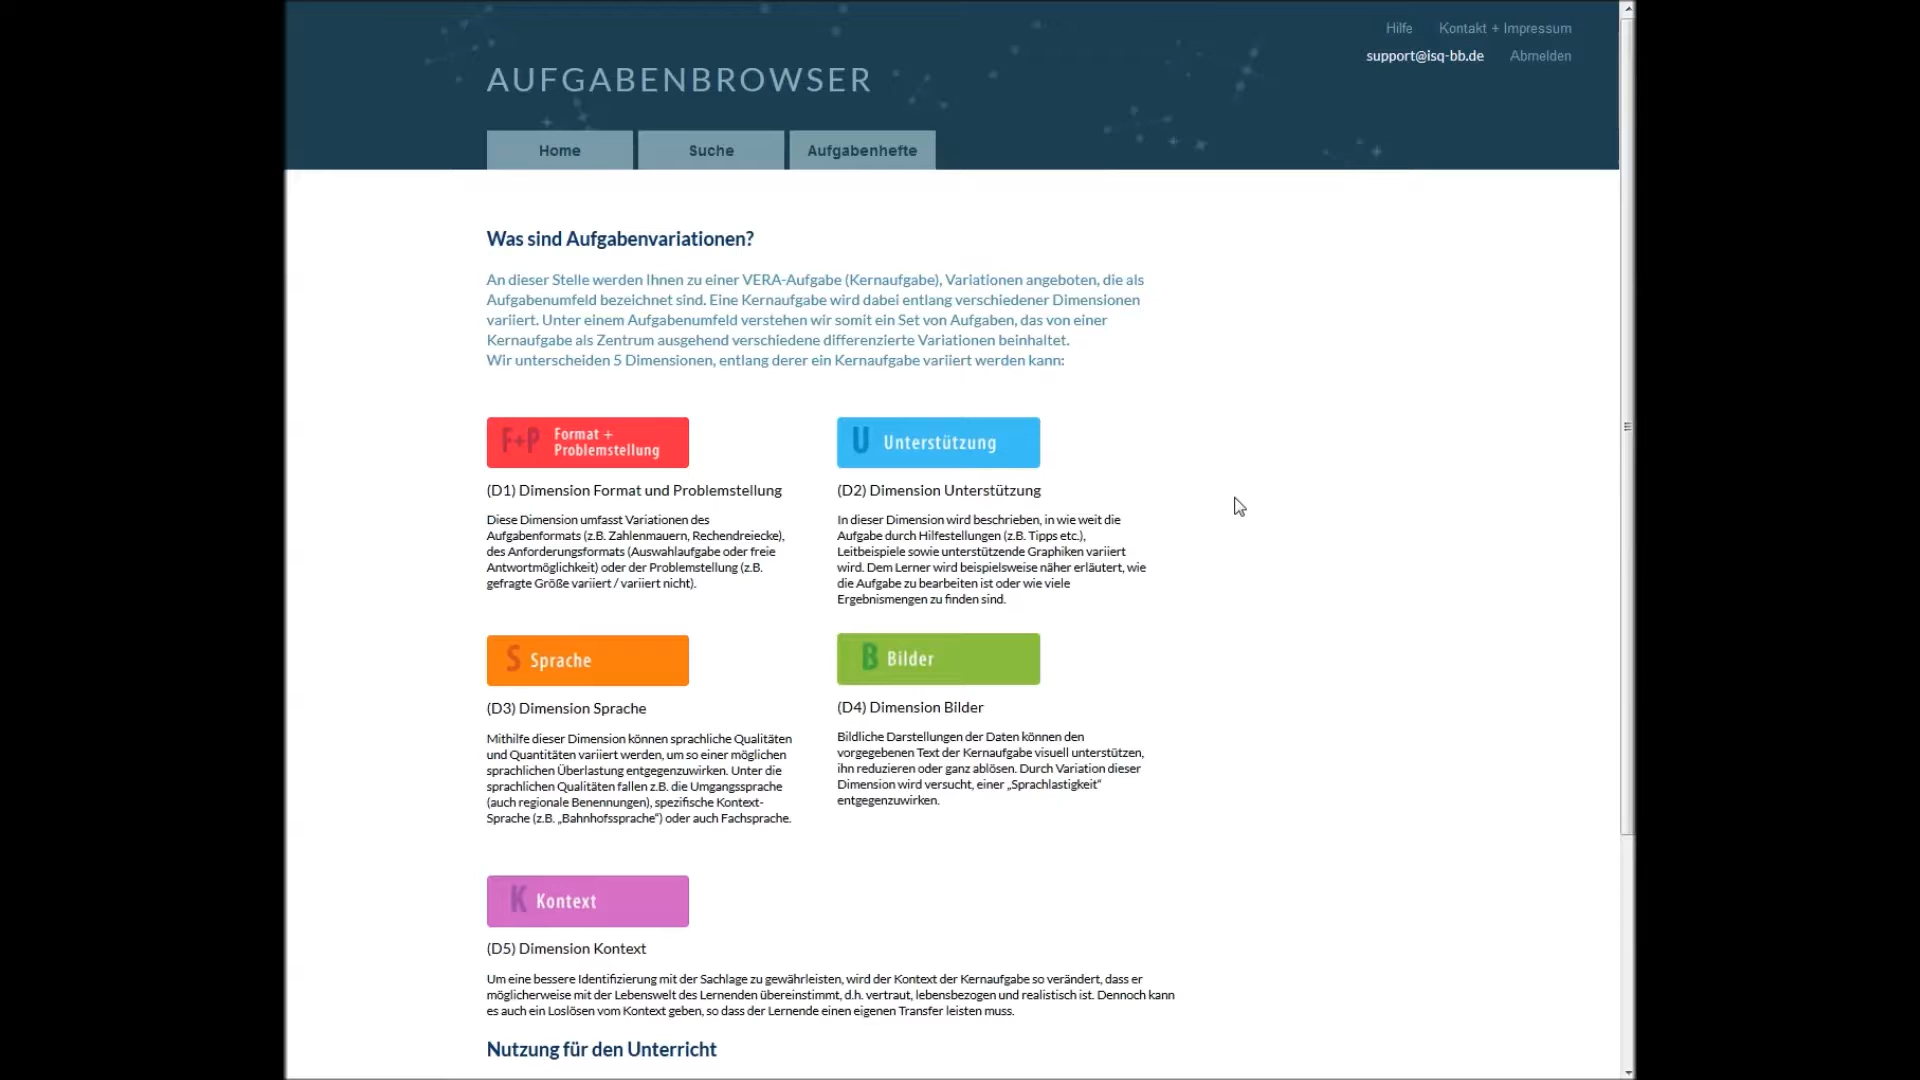 Hilfe Kontakt + Impressum
support@isq-bb.de Abmelden
AUFGABENBROWSER
Home Suche Aufgabenhefte
Was sind Aufgabenvariationen?
An dieser Stelle werden Ihnen zu einer VERA-Aufgabe (Kernaufgabe), Variationen angeboten, die als
Aufgabenumfeld bezeichnet sind. Eine Kernaufgabe wird dabei entlang verschiedener Dimensionen
variiert. Unter einem Aufgabenumfeld verstehen wir somit ein Set von Aufgaben, das von einer
Kernaufgabe als Zentrum ausgehend verschiedene differenzierte Variationen beinhaltet.
Wir unterscheiden 5 Dimensionen, entlang derer ein Kernaufgabe variiert werden kann:
F+P Format +
Problemstellung
(D1) Dimension Format und Problemstellung
Diese Dimension umfasst Variationen des
Aufgabenformats (z.B. Zahlenmauern, Rechendreiecke),
des Anforderungsformats (Auswahlaufgabe oder freie
Antwortmöglichkeit) oder der Problemstellung (z.B.
gefragte Größe variiert / variiert nicht).
U Unterstützung
(D2) Dimension Unterstützung
In dieser Dimension wird beschrieben, in wie weit die
Aufgabe durch Hilfestellungen (z.B. Tipps etc.),
Leitbeispiele sowie unterstützende Graphiken variiert
wird. Dem Lerner wird beispielsweise näher erläutert, wie
die Aufgabe zu bearbeiten ist oder wie viele
Ergebnismengen zu finden sind.
S Sprache
(D3) Dimension Sprache
Mithilfe dieser Dimension können sprachliche Qualitäten
und Quantitäten variiert werden, um so einer möglichen
sprachlichen Überlastung entgegenzuwirken. Unter die
sprachlichen Qualitäten fallen z.B. die Umgangssprache
(auch regionale Benennungen), spezifische Kontext-
Sprache (z.B. „Bahnhofssprache“) oder auch Fachsprache.
B Bilder
(D4) Dimension Bilder
Bildliche Darstellungen der Daten können den
vorgegebenen Text der Kernaufgabe visuell unterstützen,
ihn reduzieren oder ganz ablösen. Durch Variation dieser
Dimension wird versucht, einer „Sprachlastigkeit“
entgegenzuwirken.
K Kontext
(D5) Dimension Kontext
Um eine bessere Identifizierung mit der Sachlage zu gewährleisten, wird der Kontext der Kernaufgabe so verändert, dass er
möglicherweise mit der Lebenswelt des Lernenden übereinstimmt, d.h. vertraut, lebensbezogen und realistisch ist. Dennoch kann
es auch ein Loslösen vom Kontext geben, so dass der Lernende einen eigenen Transfer leisten muss.
Nutzung für den Unterricht